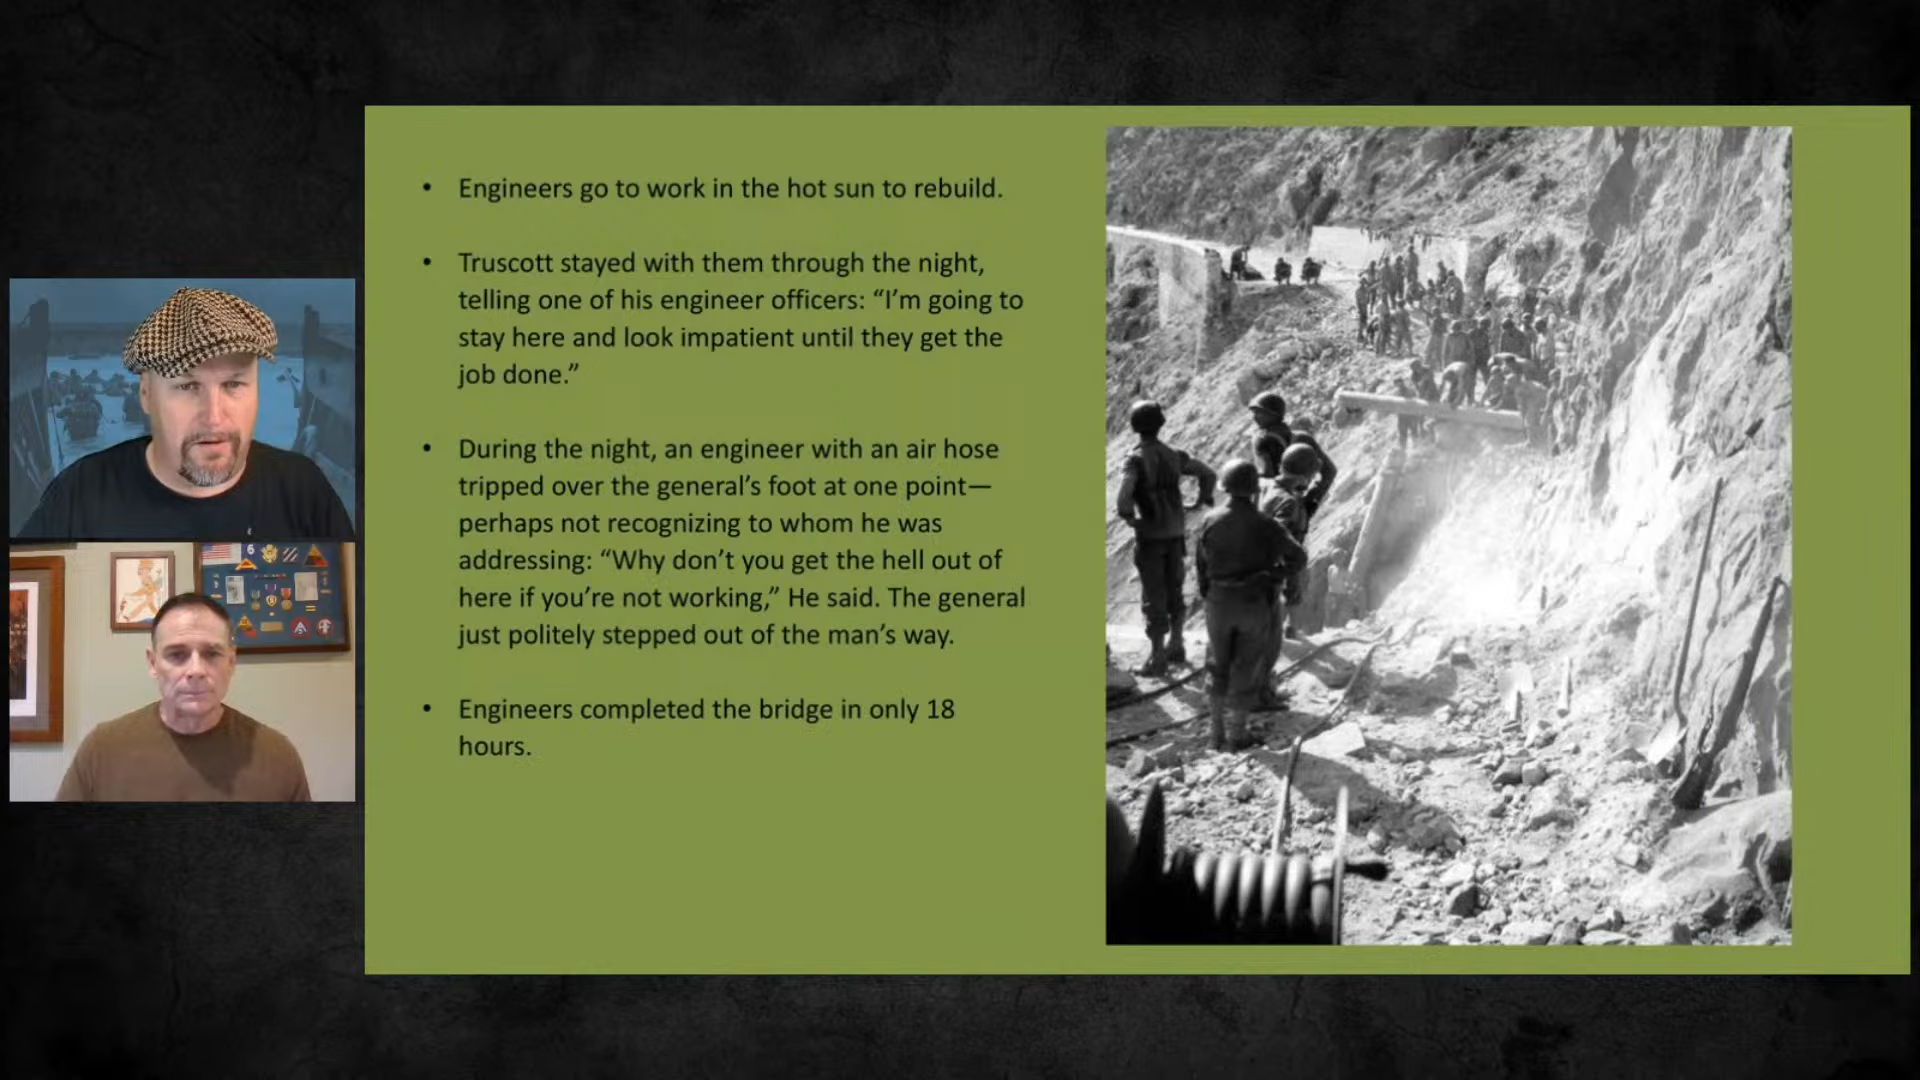 • Engineers go to work in the hot sun to rebuild.
• Truscott stayed with them through the night,
telling one of his engineer officers: “I’m going to
stay here and look impatient until they get the
job done.”
• During the night, an engineer with an air hose
tripped over the general’s foot at one point—
perhaps not recognizing to whom he was
addressing: “Why don’t you get the hell out of
here if you’re not working,” He said. The general
just politely stepped out of the man’s way.
• Engineers completed the bridge in only 18
hours.